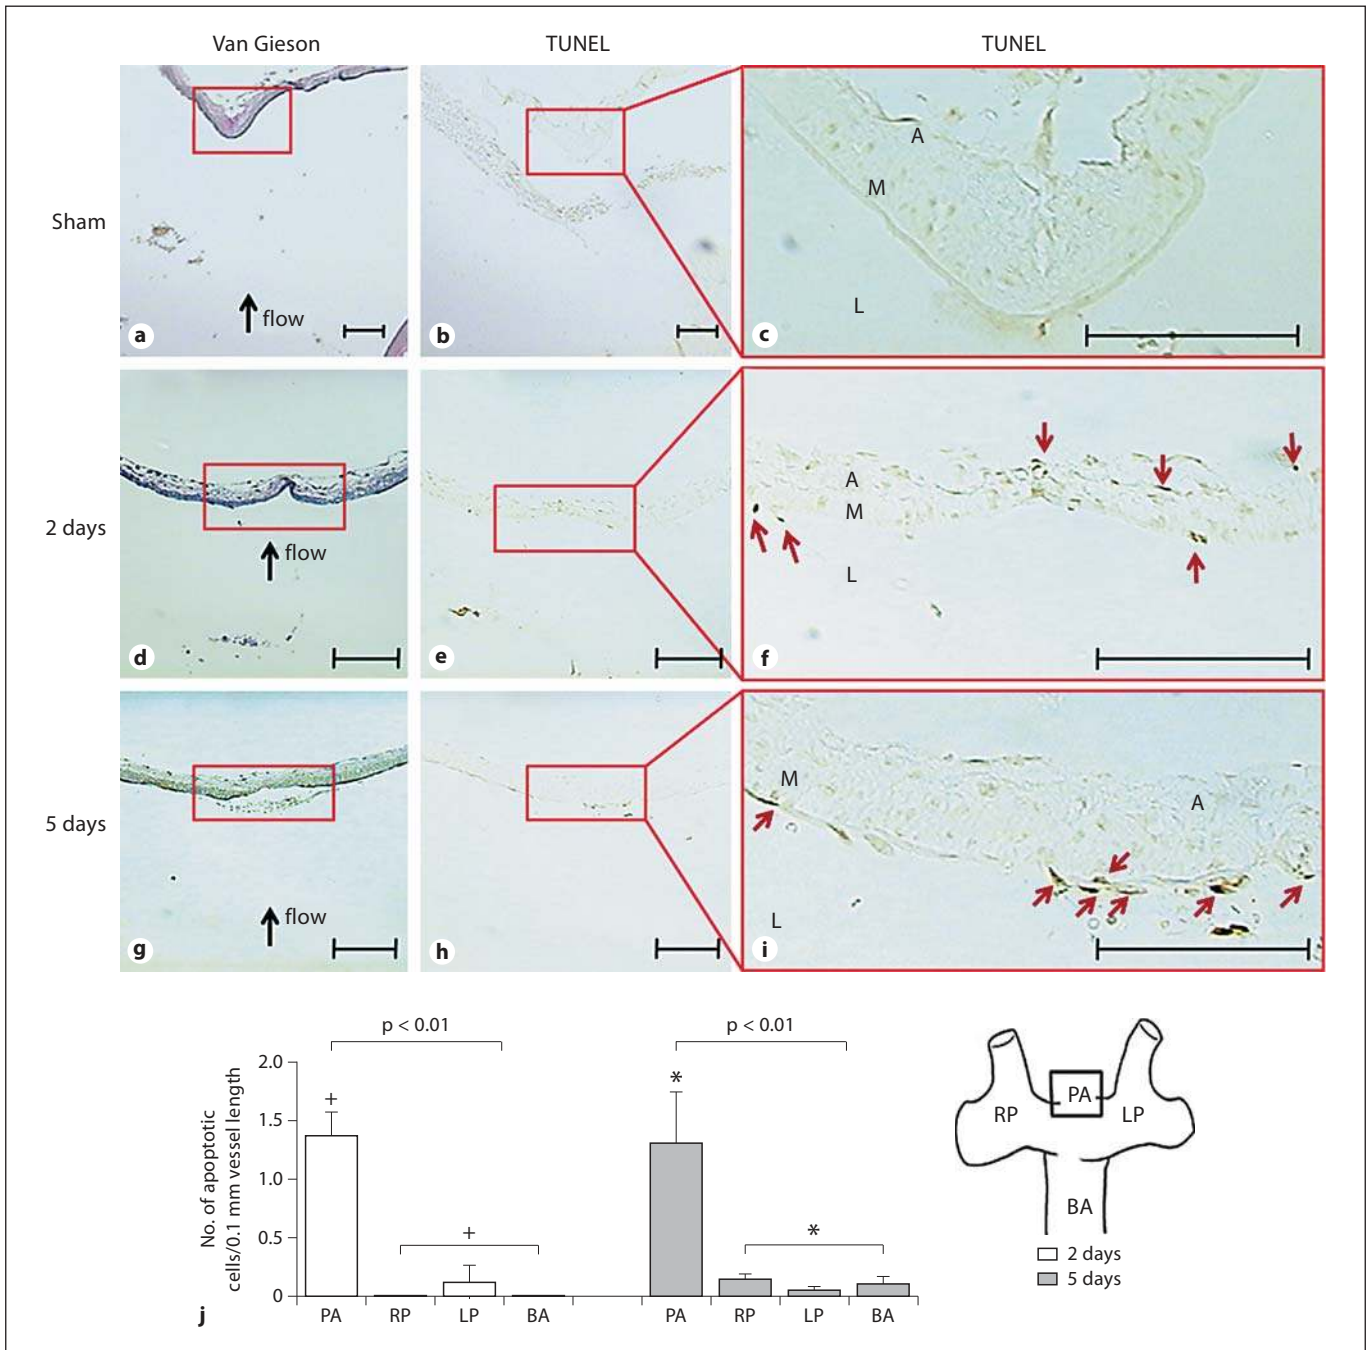 Van Gieson TUNEL TUNEL
Sham
a flow
b
c A M L
2 days
d flow
e
f A M L
5 days
g flow
h
i M A L
p < 0.01 p < 0.01
No. of apoptotic
cells/0.1 mm vessel length
2.0
1.5
1.0
0.5
0
+ + * *
PA RP LP BA PA RP LP BA
j
RP PA LP
BA
2 days
5 days